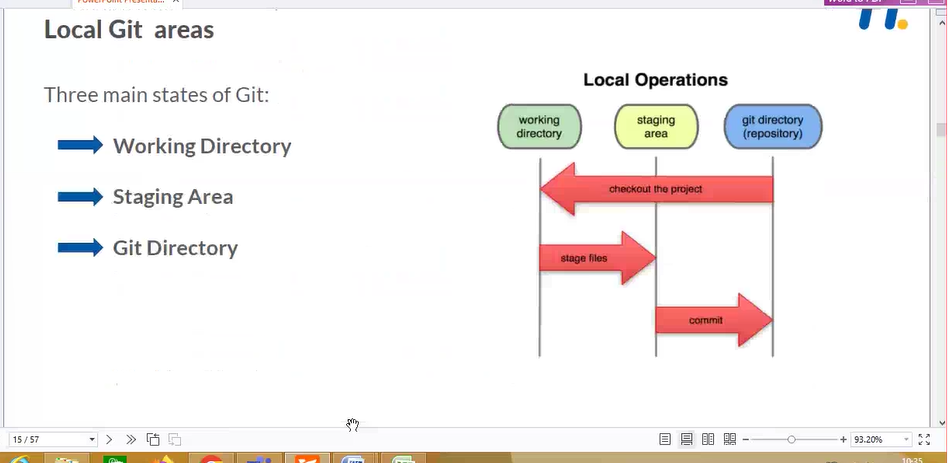 PowerPoint Presenta...
Word to PDF
Local Git areas
Three main states of Git:
Working Directory
Staging Area
Git Directory
Local Operations
working
directory
staging
area
git directory
(repository)
checkout the project
stage files
commit
15 / 57
93.20%
10:35